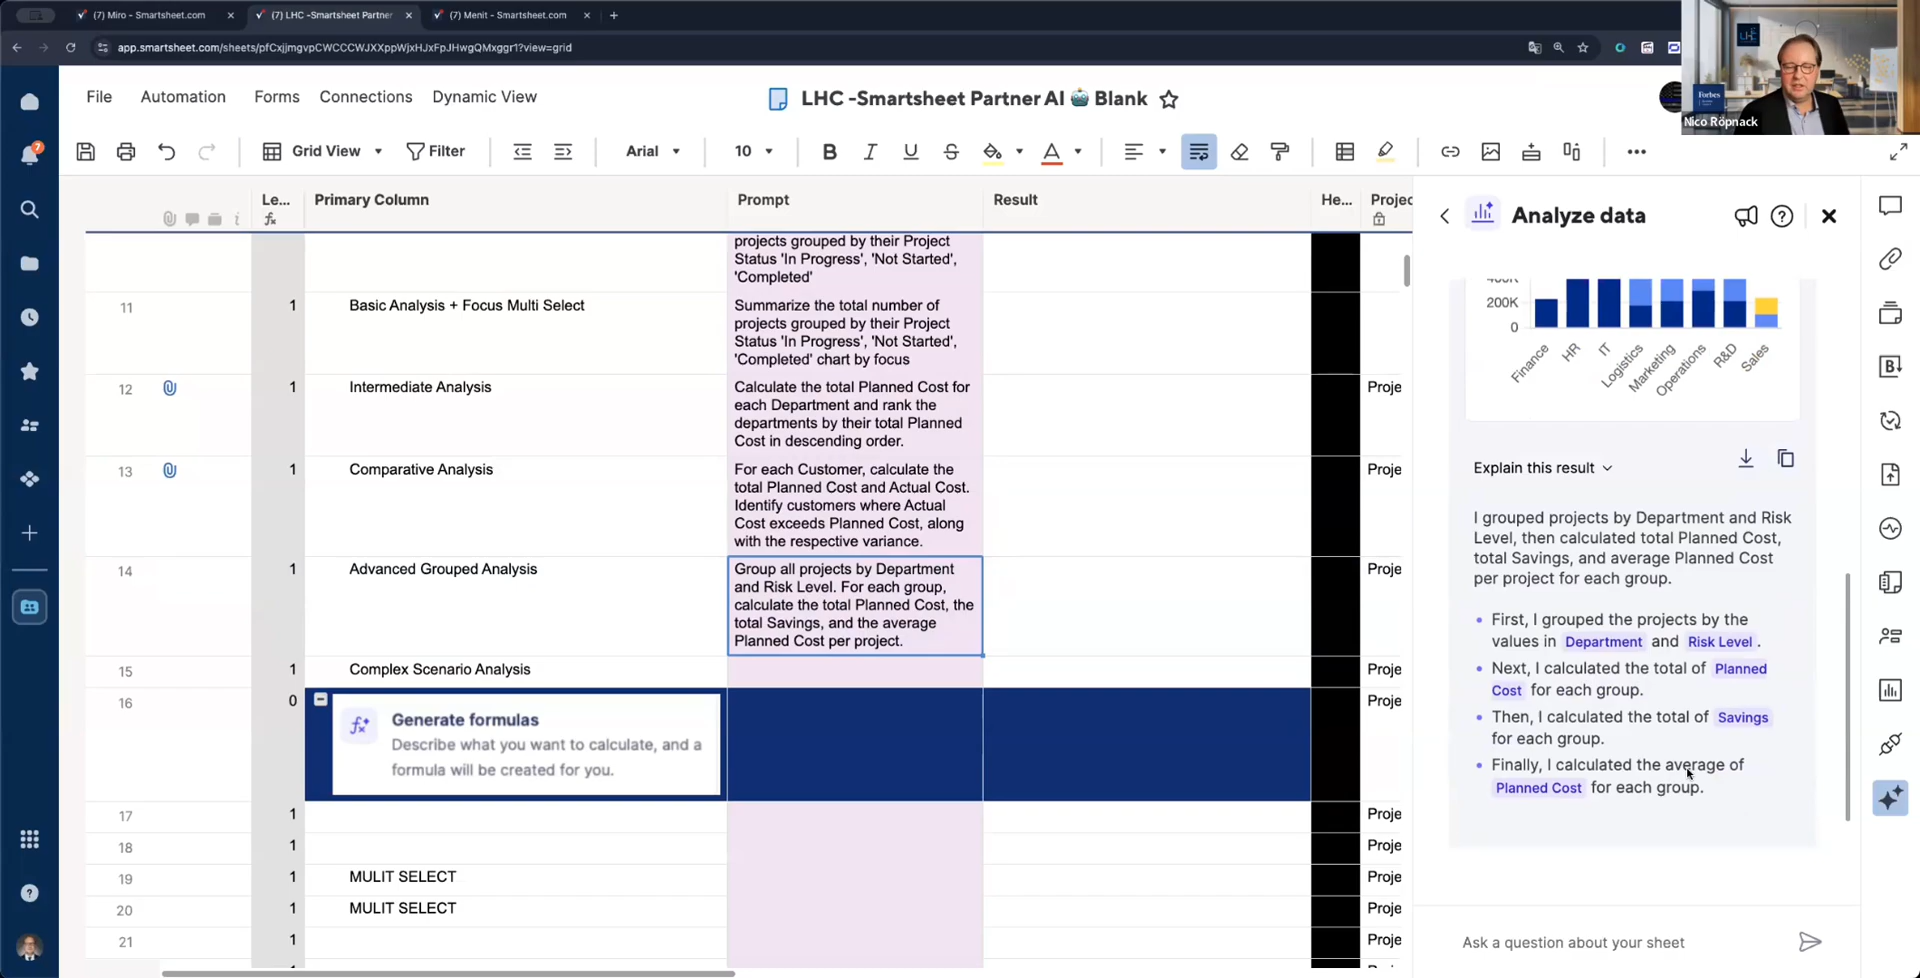 (7) Miro - Smartsheet.com
(7) LHC -Smartsheet Partner
(7) Menit - Smartsheet.com
app.smartsheet.com/sheets/pfCxjjmgvpCWCCCWJXXppWjxHJxFpJHwgQMxggr1?view=grid
File Automation Forms Connections Dynamic View
LHC -Smartsheet Partner AI 🤖 Blank
LHC
Forbes
Nico Röpnack
7
Grid View
Filter
Arial
10
B I U S A
Le...
fx
Primary Column
Prompt
Result
He...
Projec
projects grouped by their Project
Status 'In Progress', 'Not Started',
'Completed'
11
1
Basic Analysis + Focus Multi Select
Summarize the total number of
projects grouped by their Project
Status 'In Progress', 'Not Started',
'Completed' chart by focus
12
1
Intermediate Analysis
Calculate the total Planned Cost for
each Department and rank the
departments by their total Planned
Cost in descending order.
Proje
13
1
Comparative Analysis
For each Customer, calculate the
total Planned Cost and Actual Cost.
Identify customers where Actual
Cost exceeds Planned Cost, along
with the respective variance.
Proje
14
1
Advanced Grouped Analysis
Group all projects by Department
and Risk Level. For each group,
calculate the total Planned Cost, the
total Savings, and the average
Planned Cost per project.
Proje
15
1
Complex Scenario Analysis
Proje
16
0
Generate formulas
Describe what you want to calculate, and a
formula will be created for you.
Proje
17
1
Proje
18
1
Proje
19
1
MULIT SELECT
Proje
20
1
MULIT SELECT
Proje
21
1
Proje
Analyze data
400K
200K
0
Finance
HR
IT
Logistics
Marketing
Operations
R&D
Sales
Explain this result
I grouped projects by Department and Risk
Level, then calculated total Planned Cost,
total Savings, and average Planned Cost
per project for each group.
• First, I grouped the projects by the
values in Department and Risk Level .
• Next, I calculated the total of Planned
Cost for each group.
• Then, I calculated the total of Savings
for each group.
• Finally, I calculated the average of
Planned Cost for each group.
Ask a question about your sheet